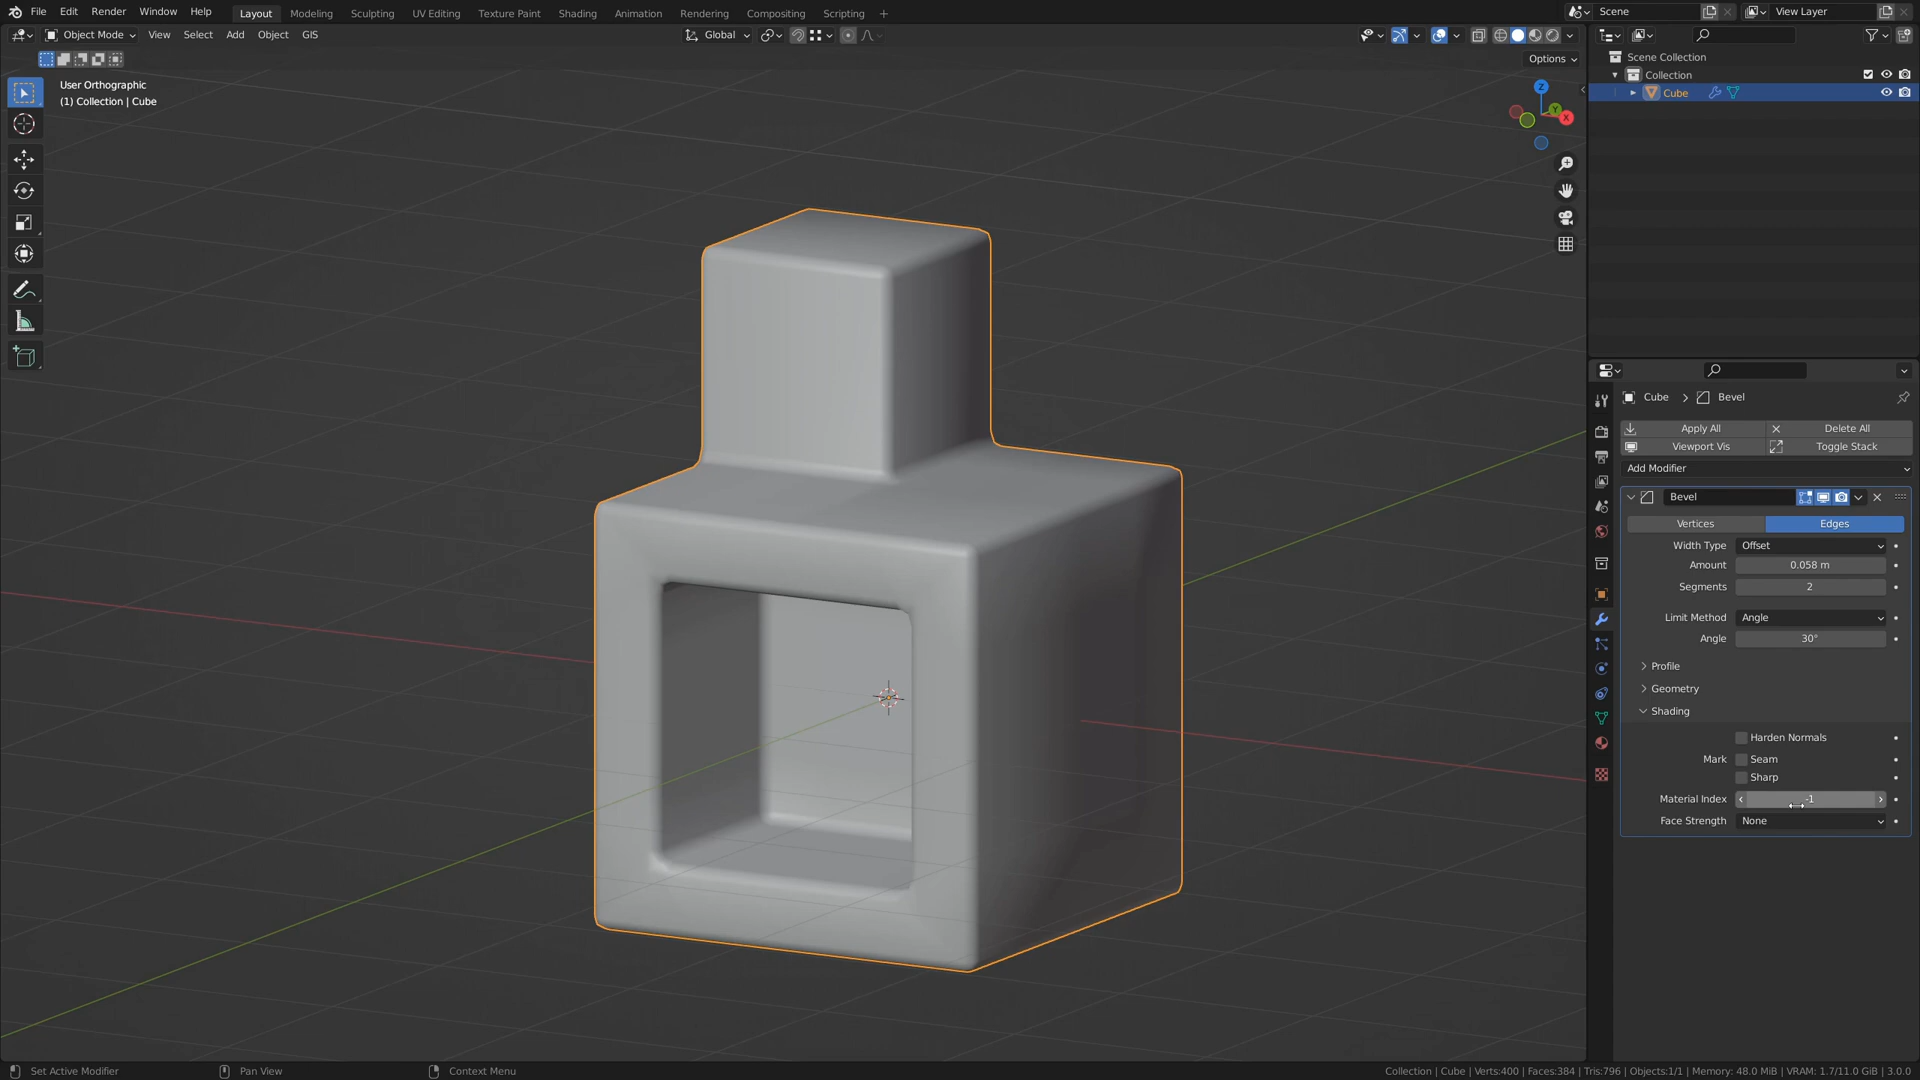 File Edit Render Window Help Layout Modeling Sculpting UV Editing Texture Paint Shading Animation Rendering Compositing Scripting + Scene View Layer
Object Mode View Select Add Object GIS Global
Options
User Orthographic
(1) Collection | Cube
Z
Y
X
Scene Collection
Collection
Cube
Cube > Bevel
Apply All Delete All
Viewport Vis Toggle Stack
Add Modifier
Bevel
Vertices Edges
Width Type Offset
Amount 0.058 m
Segments 2
Limit Method Angle
Angle 30°
Profile
Geometry
Shading
Harden Normals
Mark Seam
Sharp
Material Index -1
Face Strength None
Set Active Modifier Pan View Context Menu Collection | Cube | Verts:400 | Faces:384 | Tris:796 | Objects:1/1 | Memory: 48.0 MiB | VRAM: 1.7/11.0 GiB | 3.0.0